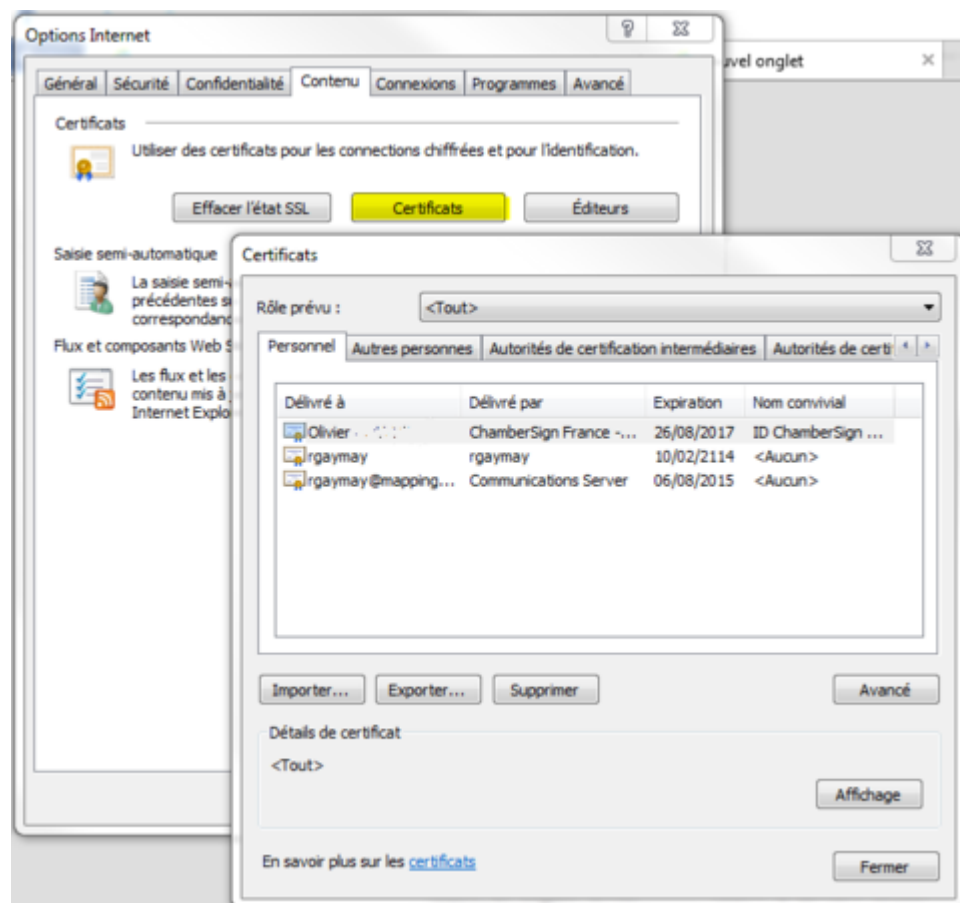 Options Internet
uvel onglet
Général Sécurité Confidentialité Contenu Connexions Programmes Avancé
Certificats
Utiliser des certificats pour les connections chiffrées et pour l'identification.
Effacer l'état SSL Certificats Éditeurs
Saisie semi-automatique
La saisie semi-
précédentes s
correspondanc
Flux et composants Web S
Les flux et les
contenu mis à
Internet Explo
Certificats
Rôle prévu : <Tout>
Personnel Autres personnes Autorités de certification intermédiaires Autorités de certi
Délivré à Délivré par Expiration Nom convivial
Olivier ChamberSign France -... 26/08/2017 ID ChamberSign ...
rgaymay rgaymay 10/02/2114 <Aucun>
rgaymay@mapping... Communications Server 06/08/2015 <Aucun>
Importer... Exporter... Supprimer Avancé
Détails de certificat
<Tout>
Affichage
En savoir plus sur les certificats
Fermer